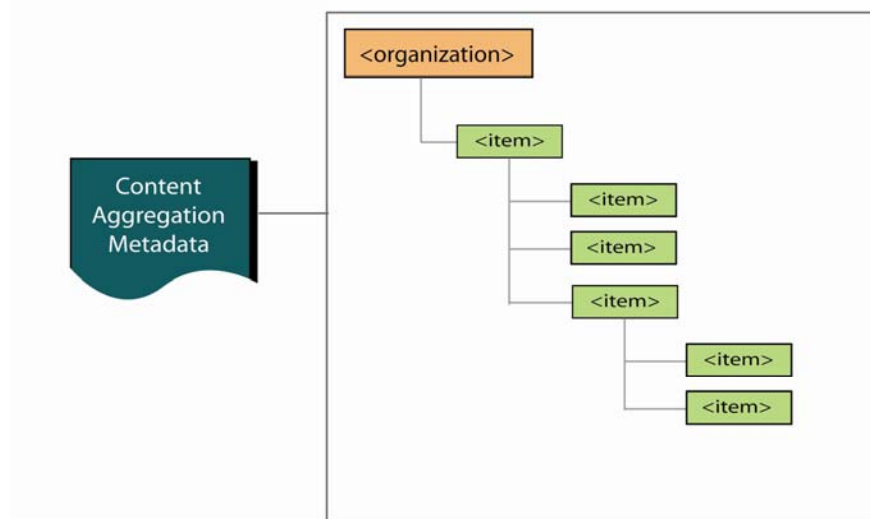 <organization>
<item>
Content
Aggregation
Metadata
<item>
<item>
<item>
<item>
<item>